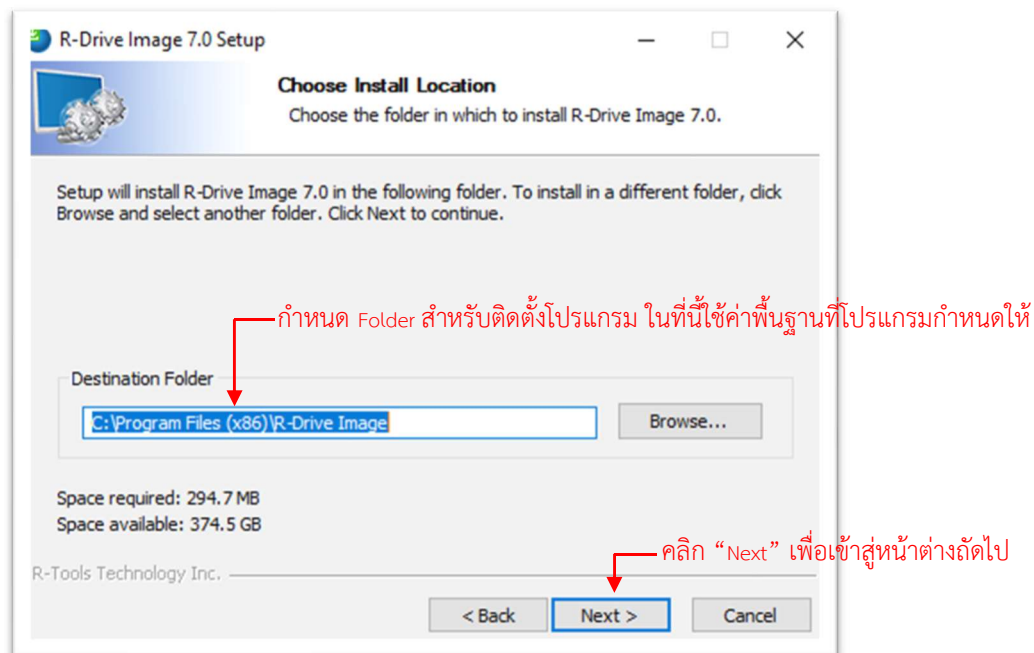 R-Drive Image 7.0 Setup
Choose Install Location
Choose the folder in which to install R-Drive Image 7.0.
Setup will install R-Drive Image 7.0 in the following folder. To install in a different folder, click
Browse and select another folder. Click Next to continue.
กำหนด Folder สำหรับติดตั้งโปรแกรม ในที่นี้ใช้ค่าพื้นฐานที่โปรแกรมกำหนดให้
Destination Folder
C:\Program Files (x86)\R-Drive Image
Browse...
Space required: 294.7 MB
Space available: 374.5 GB
คลิก “Next” เพื่อเข้าสู่หน้าต่างถัดไป
R-Tools Technology Inc.
< Back Next > Cancel